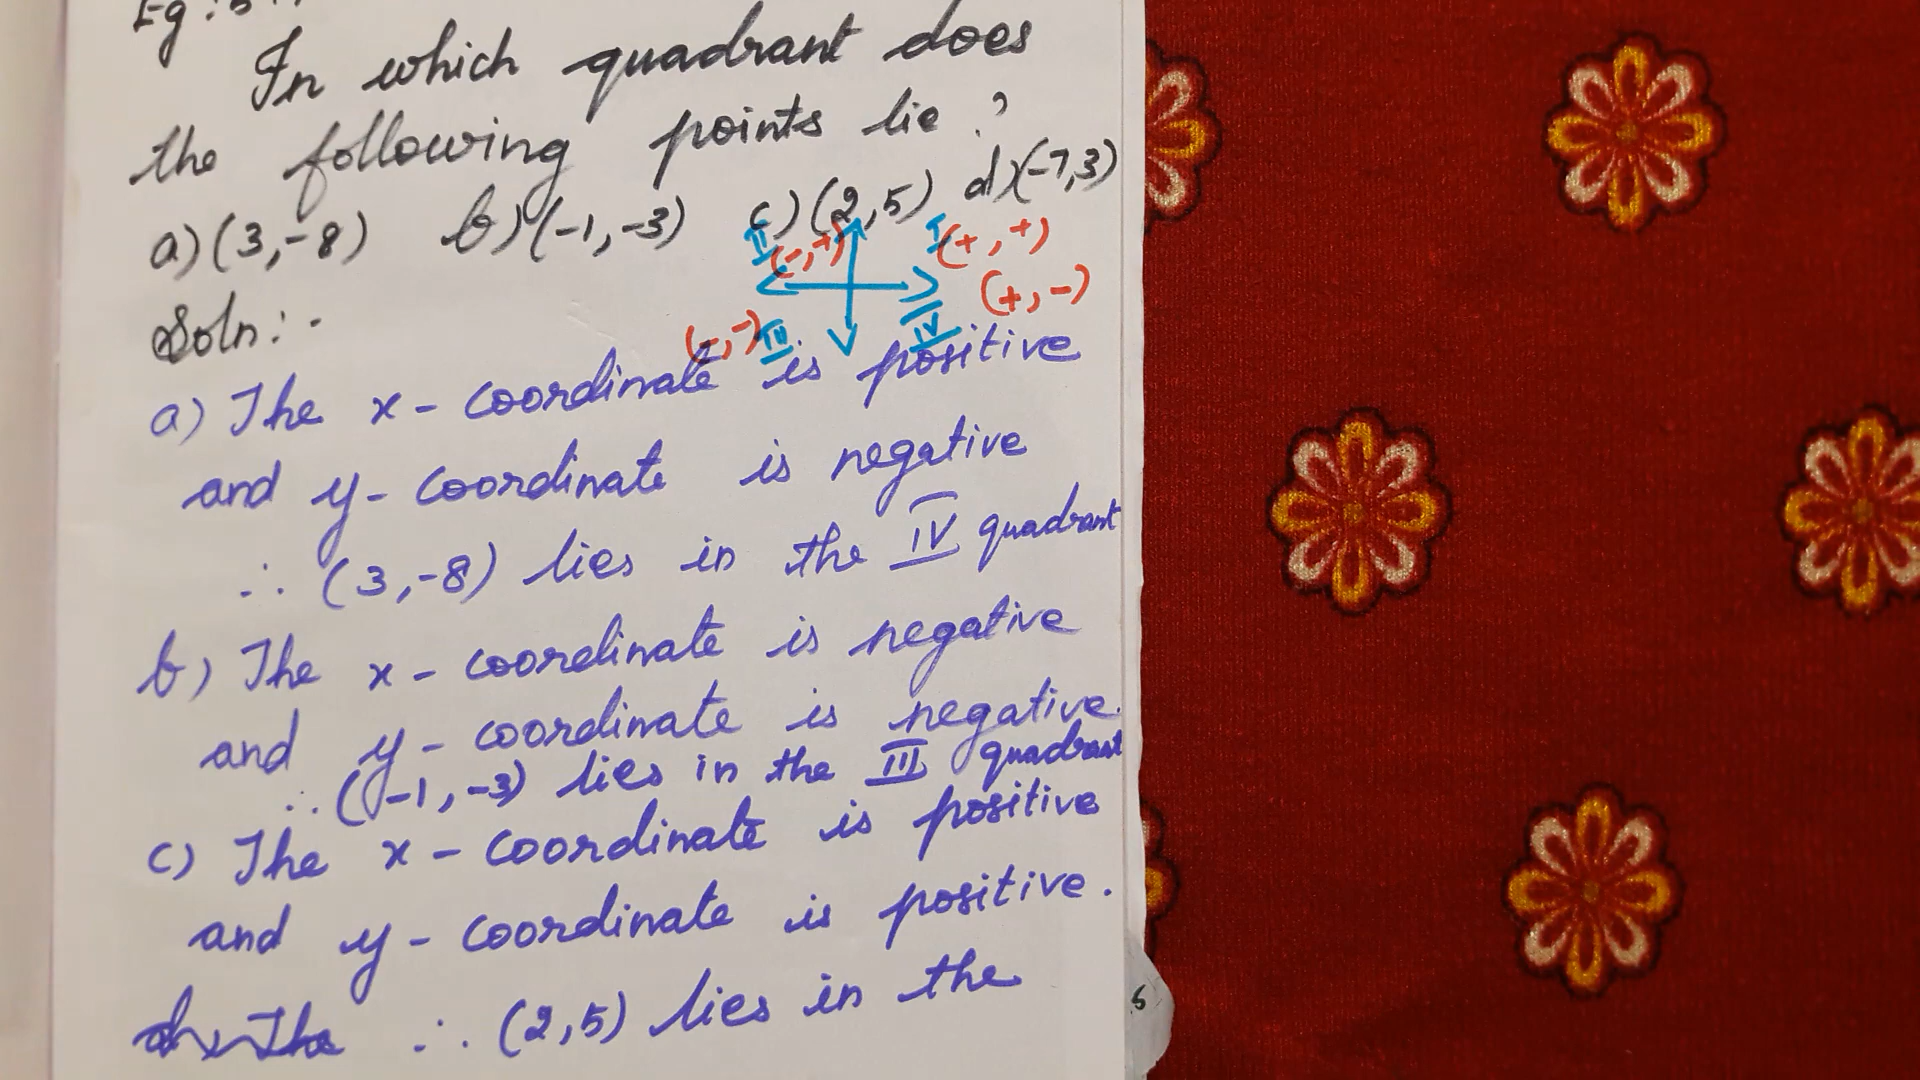 Eg : 5
In which quadrant does
the following points lie ?
a) (3,-8) b) (-1,-3) c) (2,5) d) (-7,3)
II (-,+) I (+,+)
(+,-)
(-,-) III IV
Soln: -
a) The x - coordinate is positive
and y - coordinate is negative
∴ (3,-8) lies in the IV quadrant
b) The x - coordinate is negative
and y - coordinate is negative.
∴ (-1,-3) lies in the III quadrant
c) The x - coordinate is positive
and y - coordinate is positive.
The ∴ (2,5) lies in the